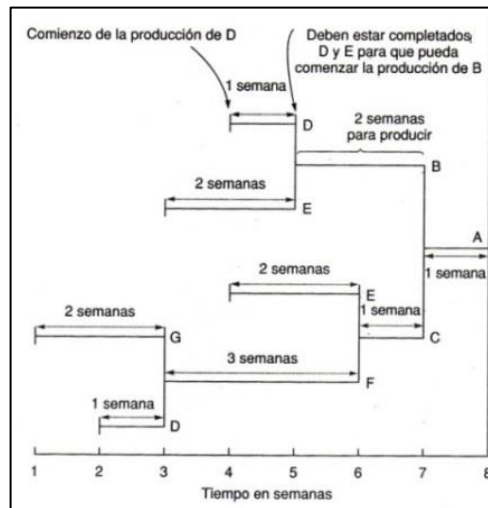 Comienzo de la producción de D
Deben estar completados
D y E para que pueda
comenzar la producción de B
1 semana
D
2 semanas
para producir
B
2 semanas
E
A
1 semana
2 semanas
E
1 semana
C
2 semanas
G
3 semanas
F
1 semana
D
1 2 3 4 5 6 7 8
Tiempo en semanas